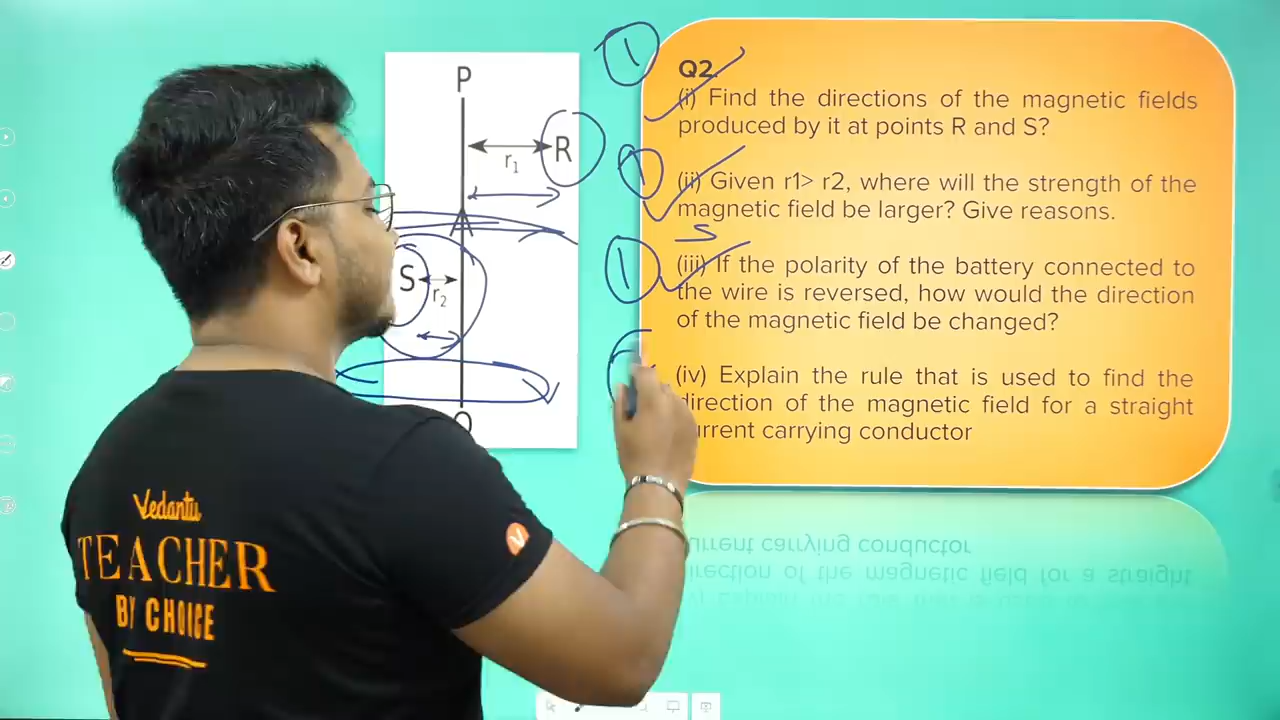 P
R
r1
S
r2
Q2.
(i) Find the directions of the magnetic fields
produced by it at points R and S?
(ii) Given r1> r2, where will the strength of the
magnetic field be larger? Give reasons.
S
(iii) If the polarity of the battery connected to
the wire is reversed, how would the direction
of the magnetic field be changed?
(iv) Explain the rule that is used to find the
direction of the magnetic field for a straight
current carrying conductor
1
1
1
Vedantu
TEACHER
BY CHOICE